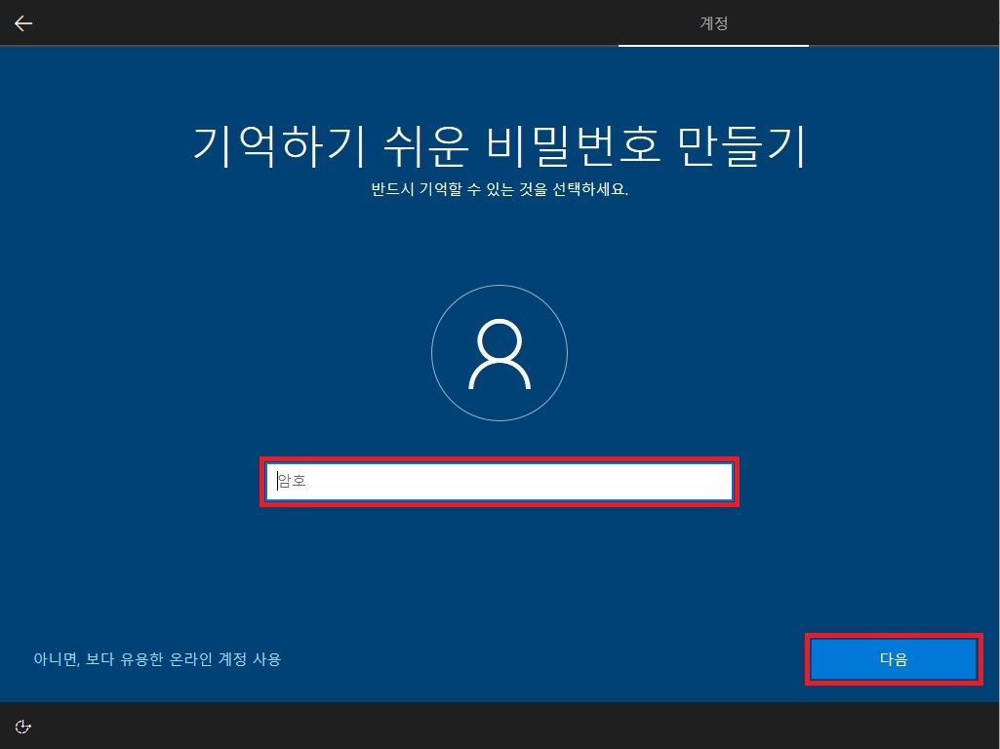 계정
기억하기 쉬운 비밀번호 만들기
반드시 기억할 수 있는 것을 선택하세요.
암호
아니면, 보다 유용한 온라인 계정 사용
다음